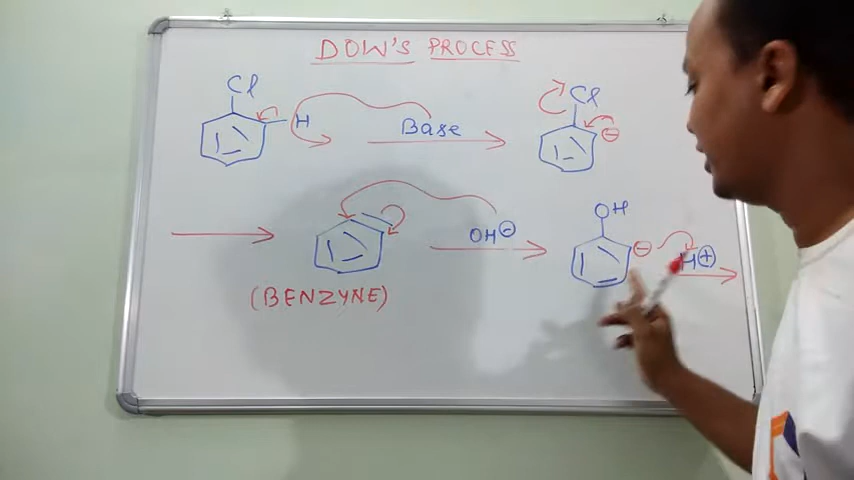 DOW'S PROCESS
Cl
H
Base
Cl
⊖
OH⊖
(BENZYNE)
OH
⊖
H⊕